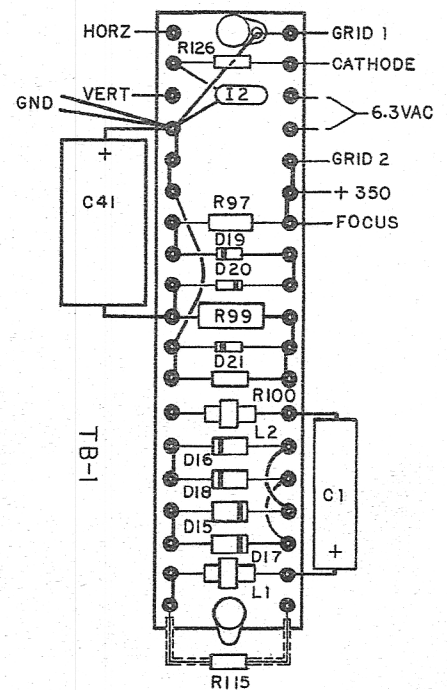 HORZ
GRID 1
R126
CATHODE
VERT
I2
GND
6.3VAC
GRID 2
+
C41
+ 350
R97
FOCUS
D19
D20
R99
D21
R100
L2
TB-1
D16
D18
C1
D15
D17
+
L1
R115